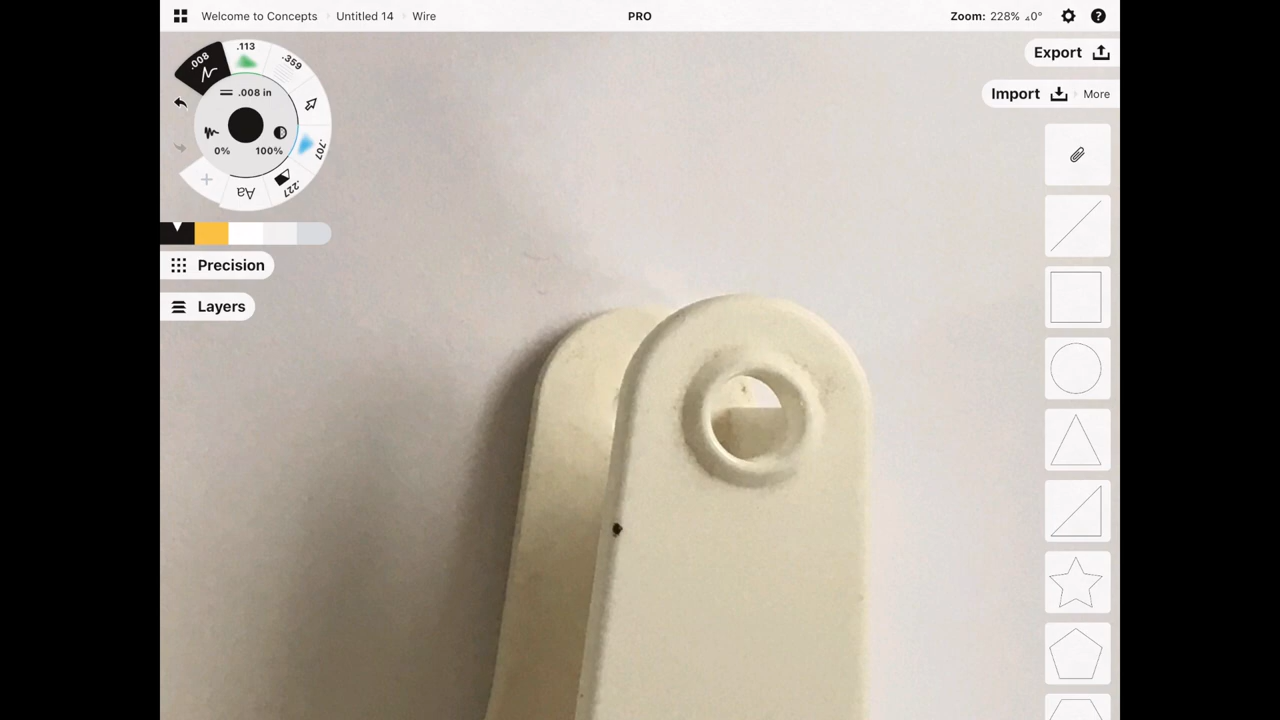 Welcome to Concepts Untitled 14 Wire
PRO
Zoom: 228% ⊿0°
?
Export
Import More
.008
.113
.359
.707
.227
Aa
.008 in
0% 100%
Precision
Layers